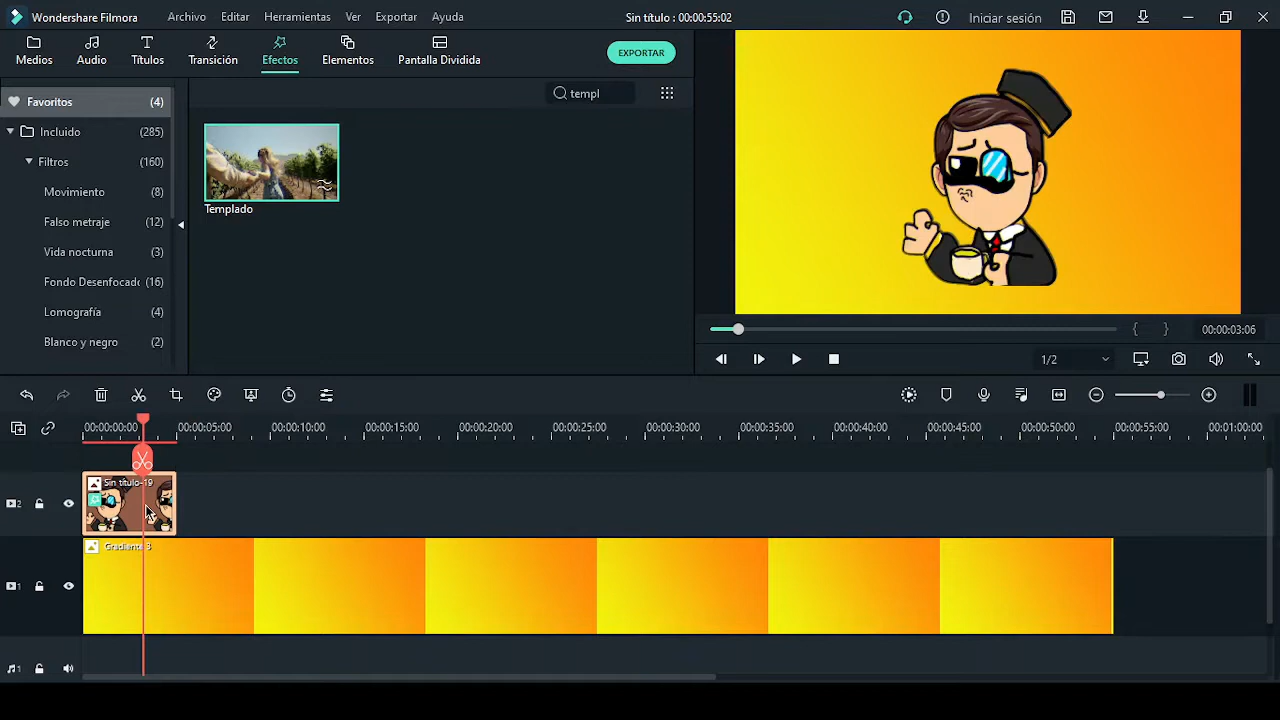 Wondershare Filmora
Archivo
Editar
Herramientas
Ver
Exportar
Ayuda
Sin título : 00:00:55:02
Iniciar sesión
Medios
Audio
Títulos
Transición
Efectos
Elementos
Pantalla Dividida
EXPORTAR
Favoritos (4)
Incluido (285)
Filtros (160)
Movimiento (8)
Falso metraje (12)
Vida nocturna (3)
Fondo Desenfocado (16)
Lomografía (4)
Blanco y negro (2)
templ
Templado
{ } 00:00:03:06
1/2
00:00:00:00 00:00:05:00 00:00:10:00 00:00:15:00 00:00:20:00 00:00:25:00 00:00:30:00 00:00:35:00 00:00:40:00 00:00:45:00 00:00:50:00 00:00:55:00 00:01:00:00
2
Sin título-19
1
Gradiente 3
1